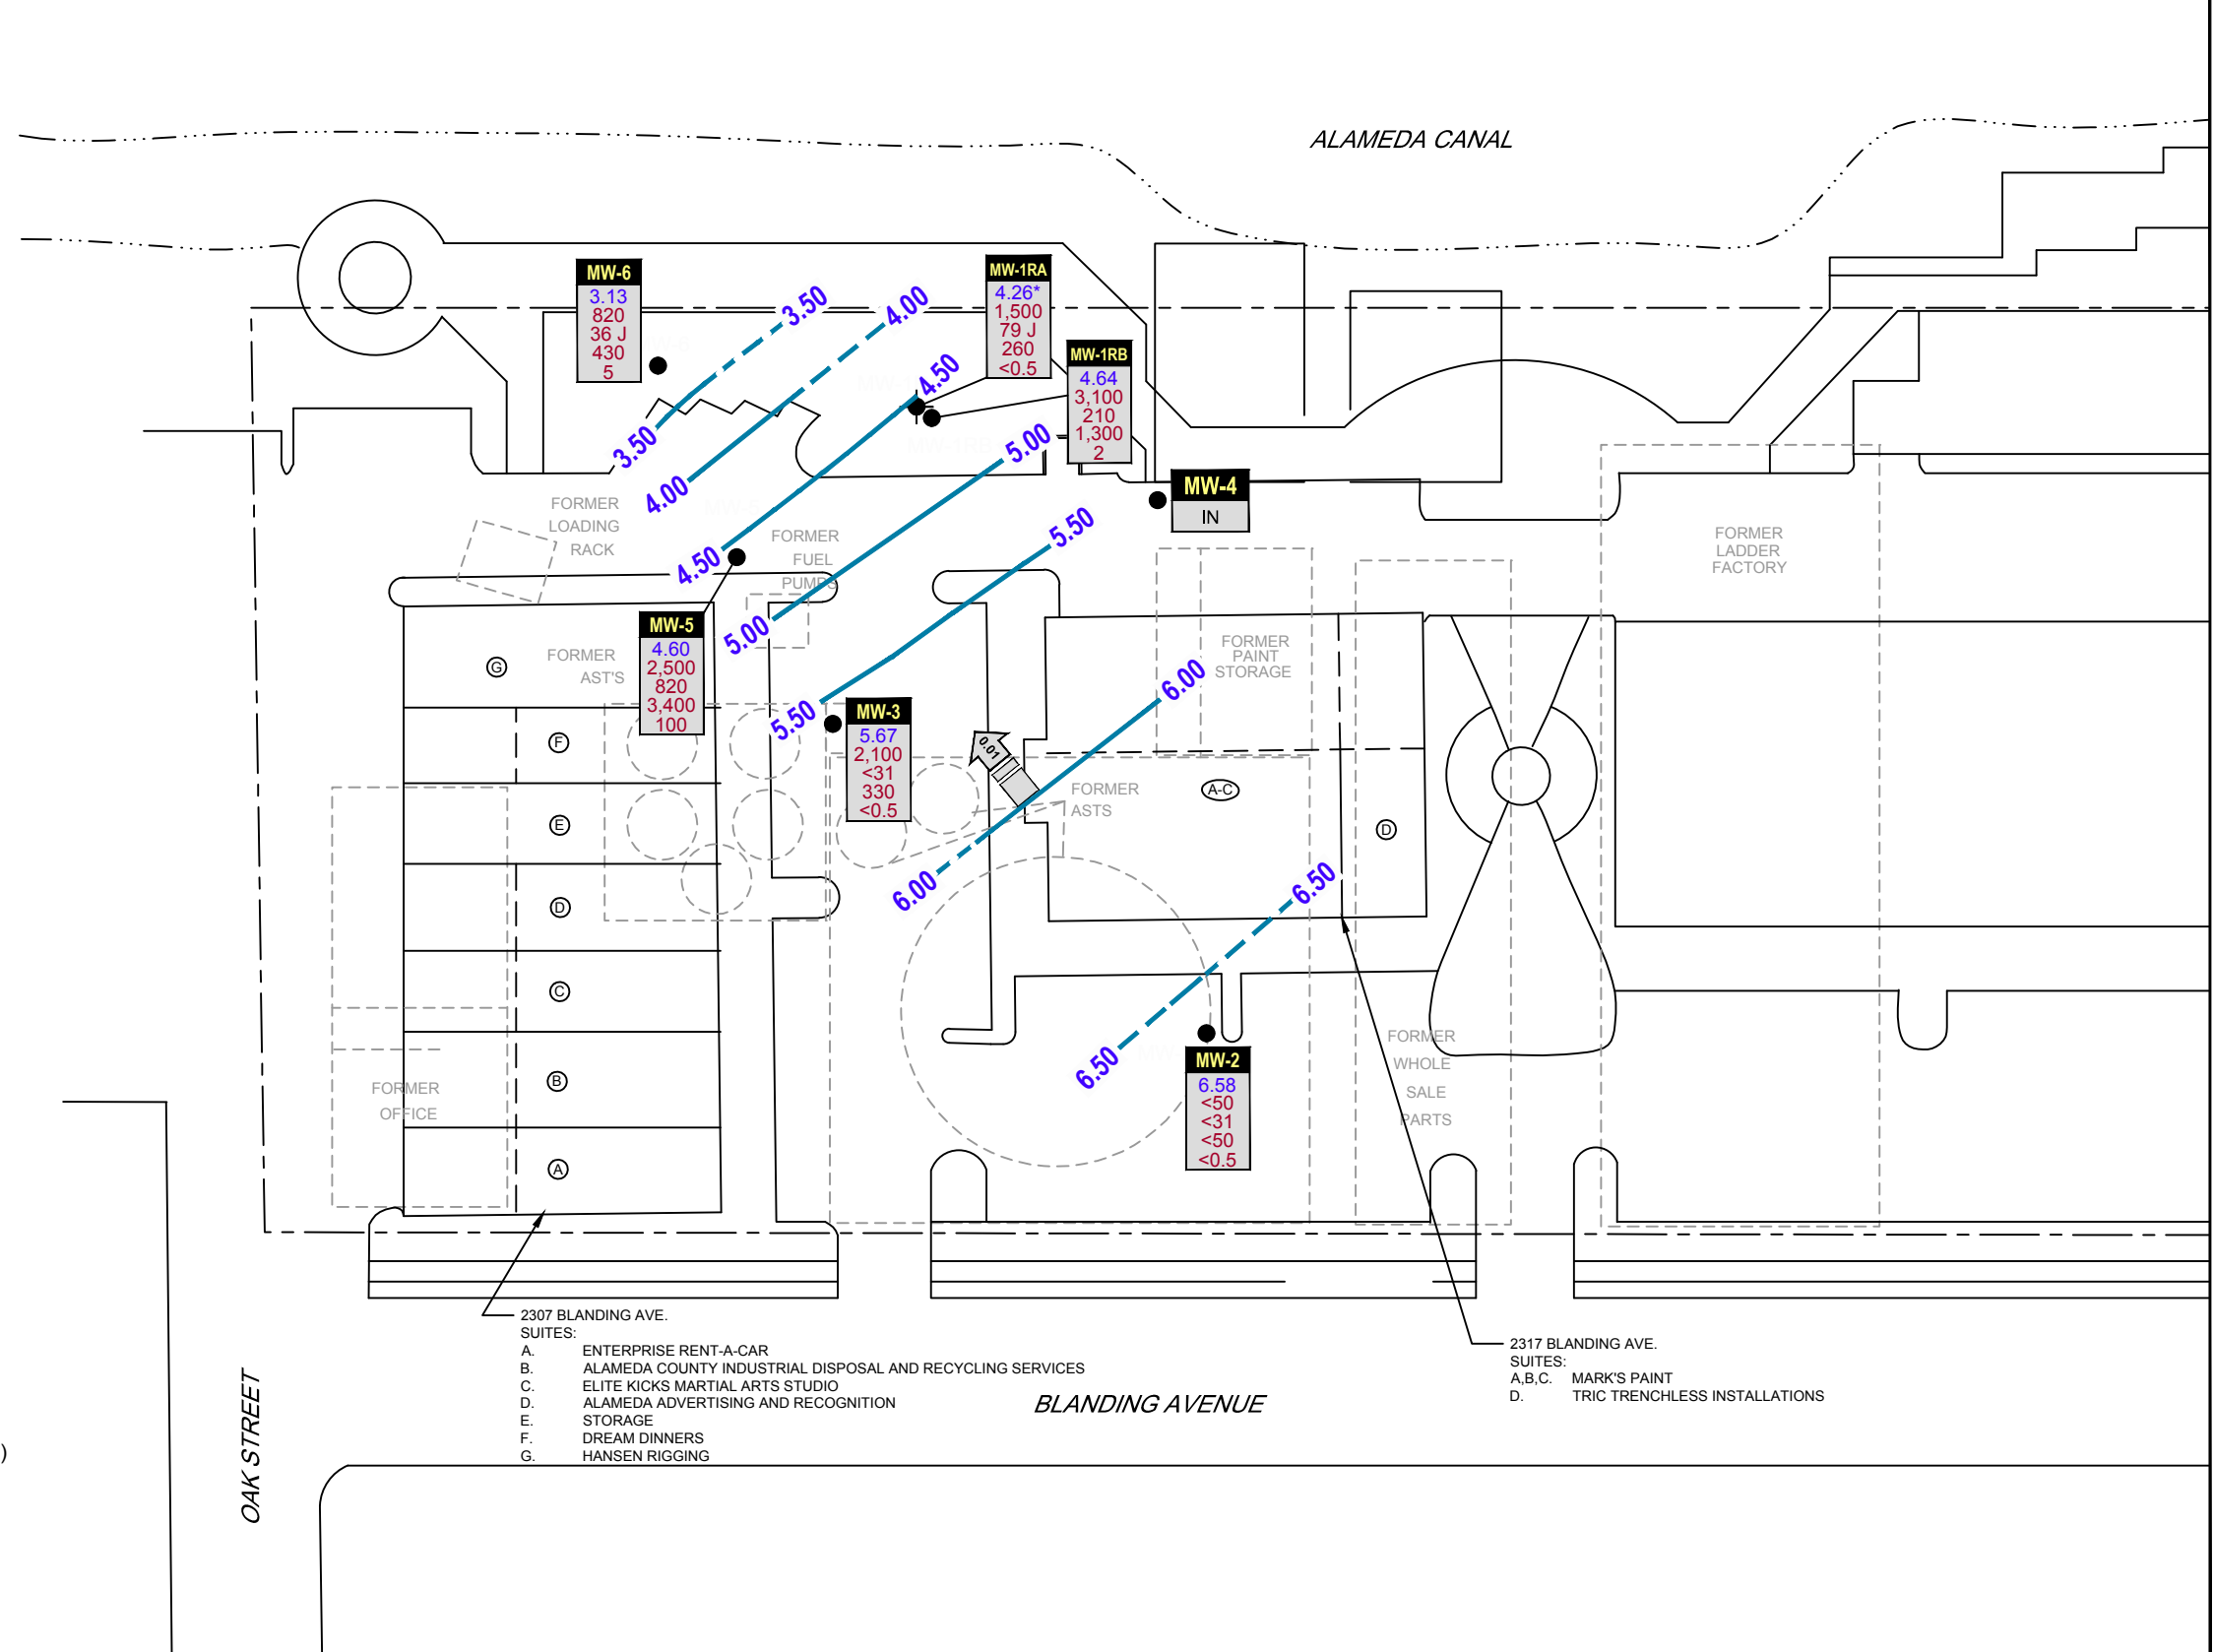 ALAMEDA CANAL
MW-6
3.13
820
36 J
430
5
MW-1RA
4.26*
1,500
79 J
260
<0.5
MW-1RB
4.64
3,100
210
1,300
2
3.50
4.00
4.50
5.00
5.50
3.50
4.00
4.50
5.00
5.50
MW-4
IN
FORMER
LOADING
RACK
FORMER
FUEL
PUMPS
FORMER
LADDER
FACTORY
MW-5
4.60
2,500
820
3,400
100
G
FORMER
AST'S
FORMER
PAINT
STORAGE
6.00
MW-3
5.67
2,100
<31
330
<0.5
0.01
F
E
D
C
B
A
FORMER
ASTS
A-C
D
6.00
6.50
6.50
MW-2
6.58
<50
<31
<50
<0.5
FORMER
WHOLE
SALE
PARTS
FORMER
OFFICE
2307 BLANDING AVE.
SUITES:
A. ENTERPRISE RENT-A-CAR
B. ALAMEDA COUNTY INDUSTRIAL DISPOSAL AND RECYCLING SERVICES
C. ELITE KICKS MARTIAL ARTS STUDIO
D. ALAMEDA ADVERTISING AND RECOGNITION
E. STORAGE
F. DREAM DINNERS
G. HANSEN RIGGING
2317 BLANDING AVE.
SUITES:
A,B,C. MARK'S PAINT
D. TRIC TRENCHLESS INSTALLATIONS
BLANDING AVENUE
OAK STREET
)